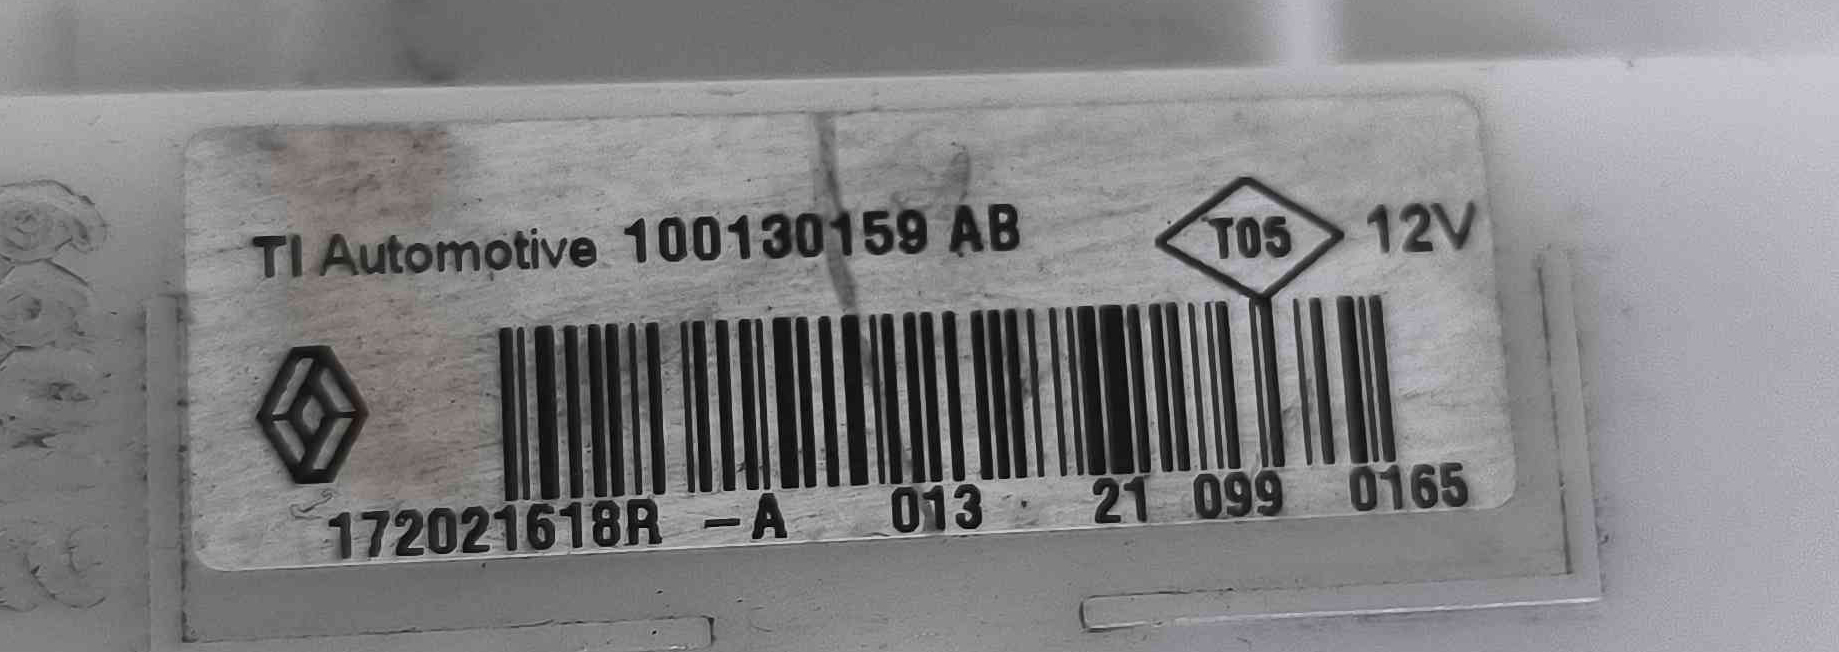 TI Automotive 100130159 AB T05 12V
172021618R -A 013 21 099 0165